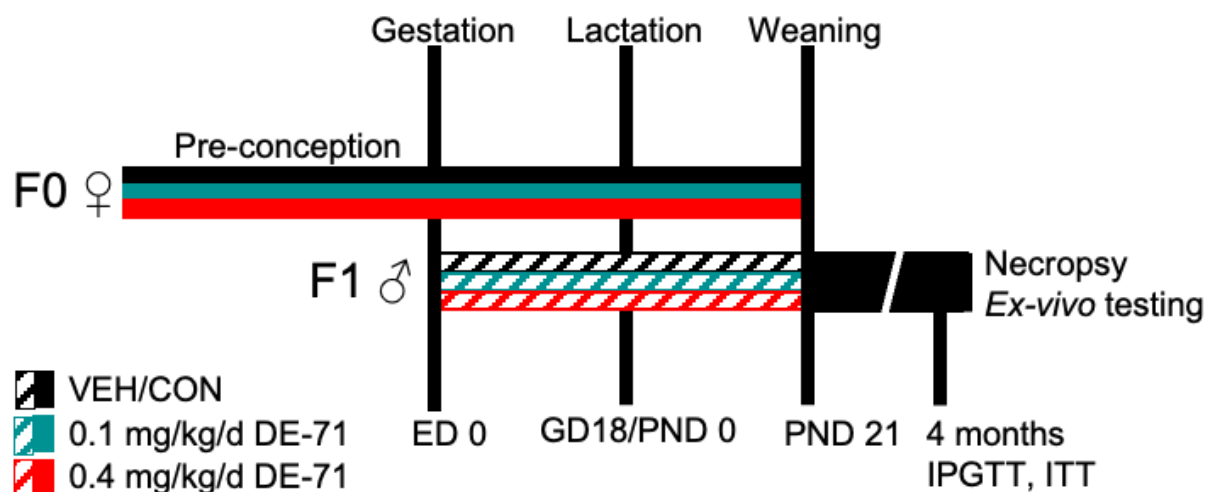 Gestation Lactation Weaning
Pre-conception
F0 ♀
F1 ♂
Necropsy
Ex-vivo testing
VEH/CON
0.1 mg/kg/d DE-71
0.4 mg/kg/d DE-71
ED 0
GD18/PND 0
PND 21
4 months
IPGTT, ITT